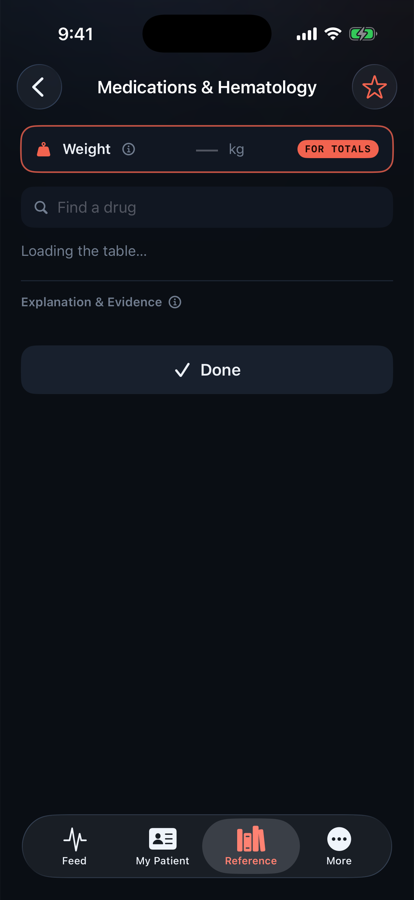 9:41
Medications & Hematology
Weight — kg FOR TOTALS
Find a drug
Loading the table...
Explanation & Evidence
Done
Feed My Patient Reference More